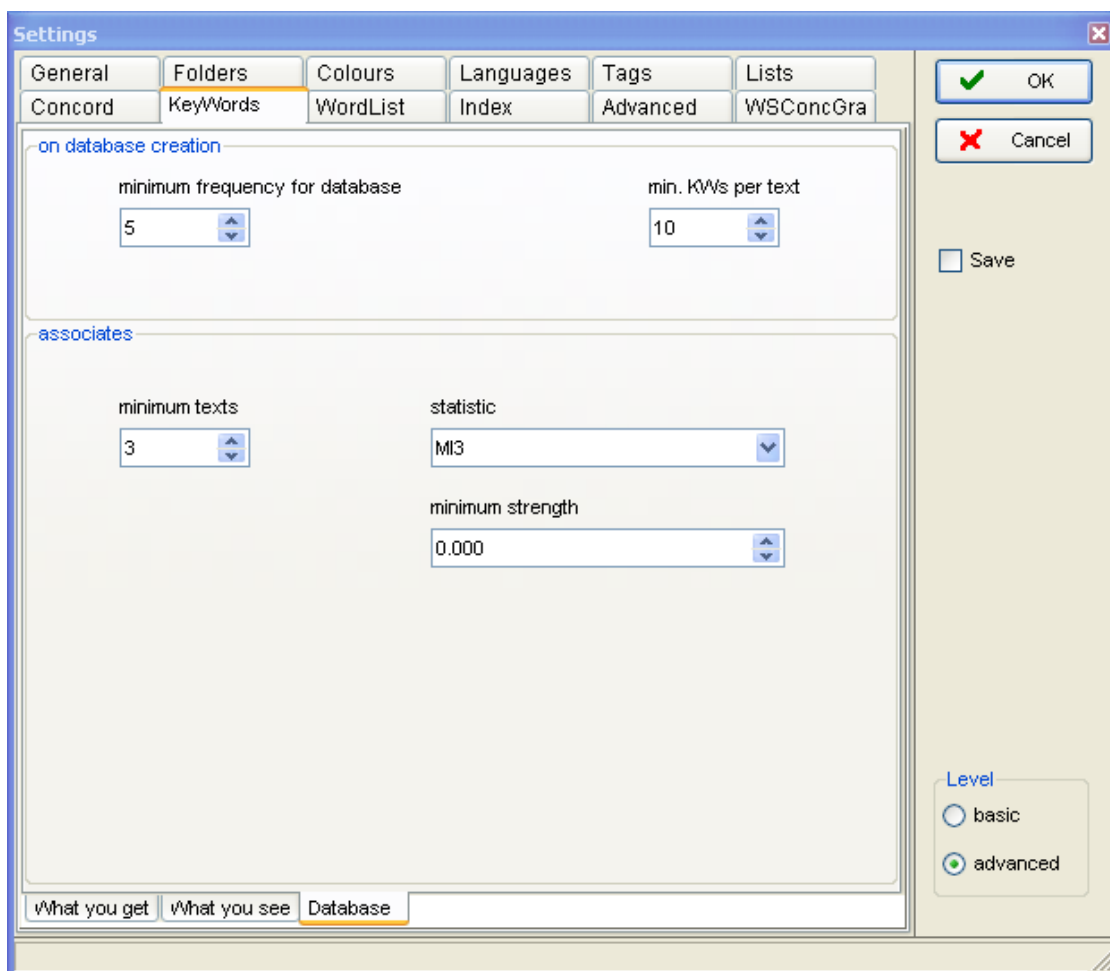 Settings
General Folders Colours Languages Tags Lists
Concord KeyWords WordList Index Advanced WSConcGra
OK
Cancel
Save
on database creation
minimum frequency for database min. KWs per text
5 10
associates
minimum texts statistic
3 MI3
minimum strength
0.000
Level
basic
advanced
What you get What you see Database